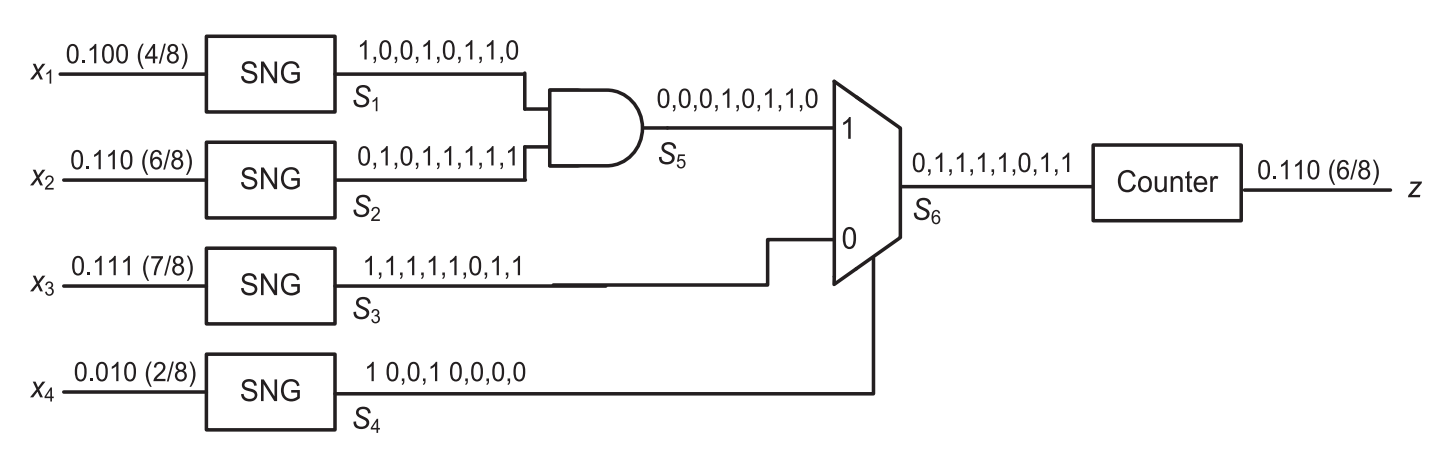 x1 0.100 (4/8) SNG 1,0,0,1,0,1,1,0
S1
x2 0.110 (6/8) SNG 0,1,0,1,1,1,1,1
S2
0,0,0,1,0,1,1,0
S5
x3 0.111 (7/8) SNG 1,1,1,1,1,0,1,1
S3
x4 0.010 (2/8) SNG 1 0,0,1 0,0,0,0
S4
1
0
0,1,1,1,1,0,1,1
S6
Counter
0.110 (6/8) z